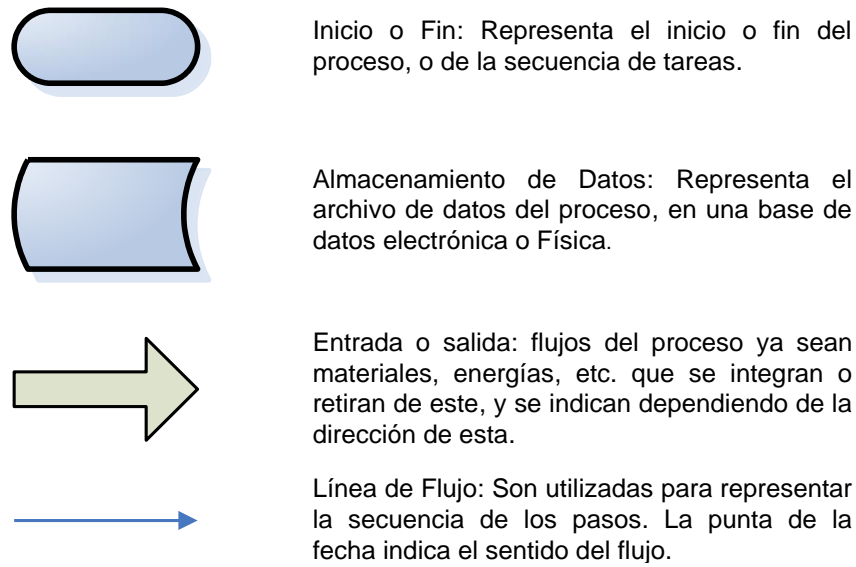 Inicio o Fin: Representa el inicio o fin del
proceso, o de la secuencia de tareas.
Almacenamiento de Datos: Representa el
archivo de datos del proceso, en una base de
datos electrónica o Física.
Entrada o salida: flujos del proceso ya sean
materiales, energías, etc. que se integran o
retiran de este, y se indican dependiendo de la
dirección de esta.
Línea de Flujo: Son utilizadas para representar
la secuencia de los pasos. La punta de la
fecha indica el sentido del flujo.